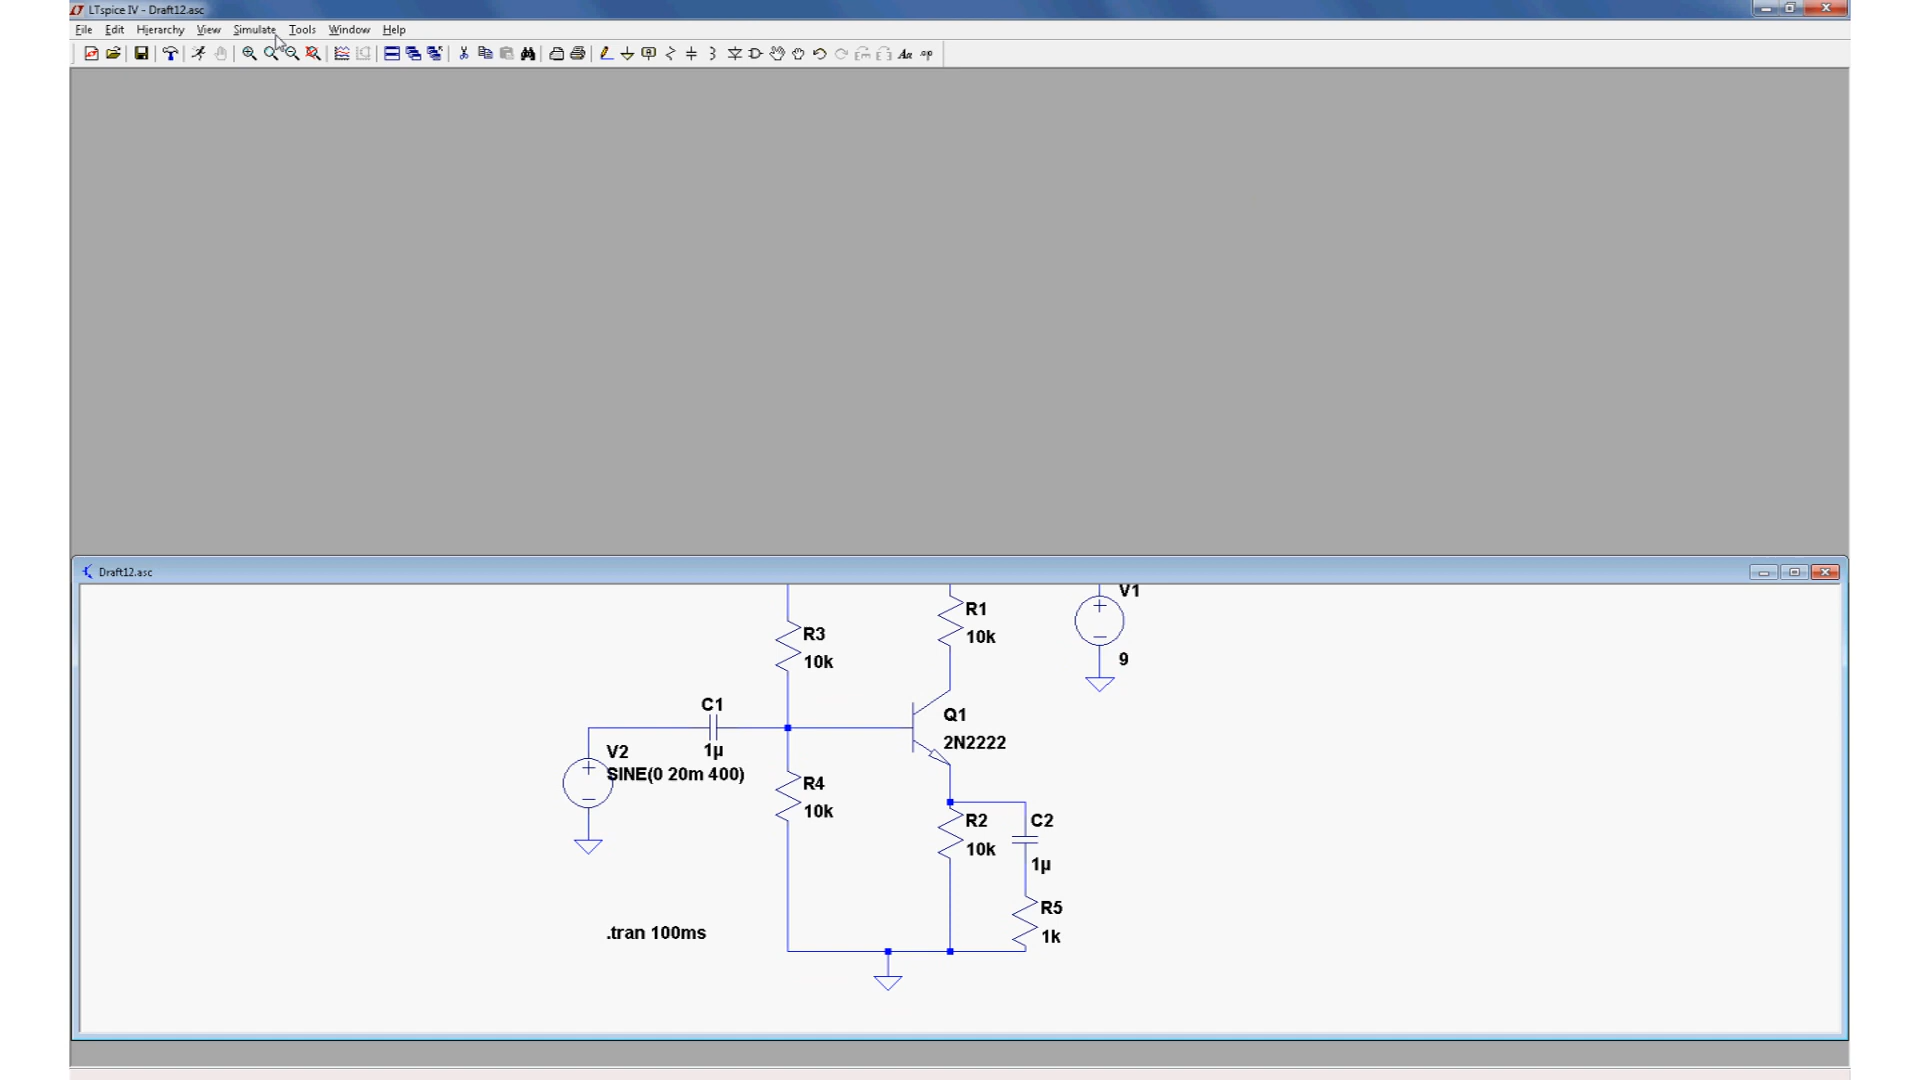 LTspice IV - Draft12.asc
File Edit Hierarchy View Simulate Tools Window Help
Aa .op
Draft12.asc
V1
R1
10k
R3
10k
9
C1
1µ
Q1
2N2222
V2
SINE(0 20m 400)
R4
10k
R2
10k
C2
1µ
R5
1k
.tran 100ms